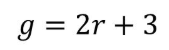 g = 2r + 3